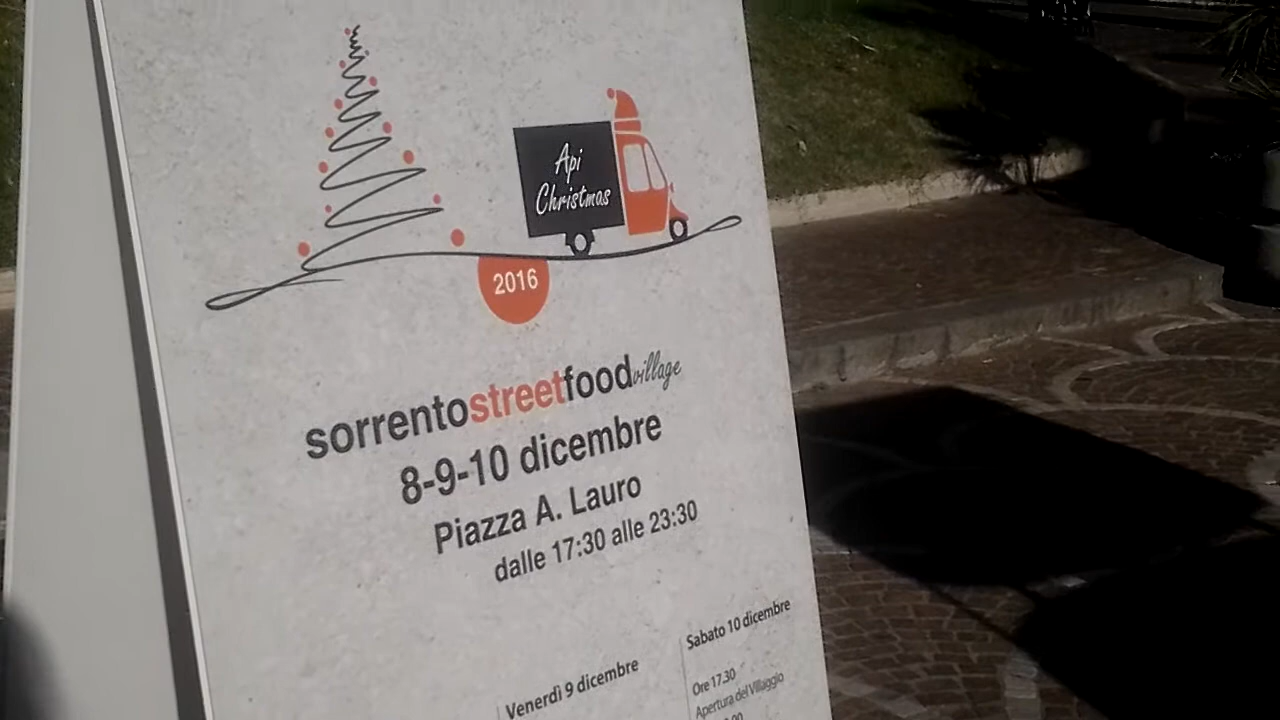 Api
Christmas
2016
sorrentostreetfoodvillage
8-9-10 dicembre
Piazza A. Lauro
dalle 17:30 alle 23:30
Venerdì 9 dicembre
Sabato 10 dicembre
Ore 17.30
Apertura del Villaggio